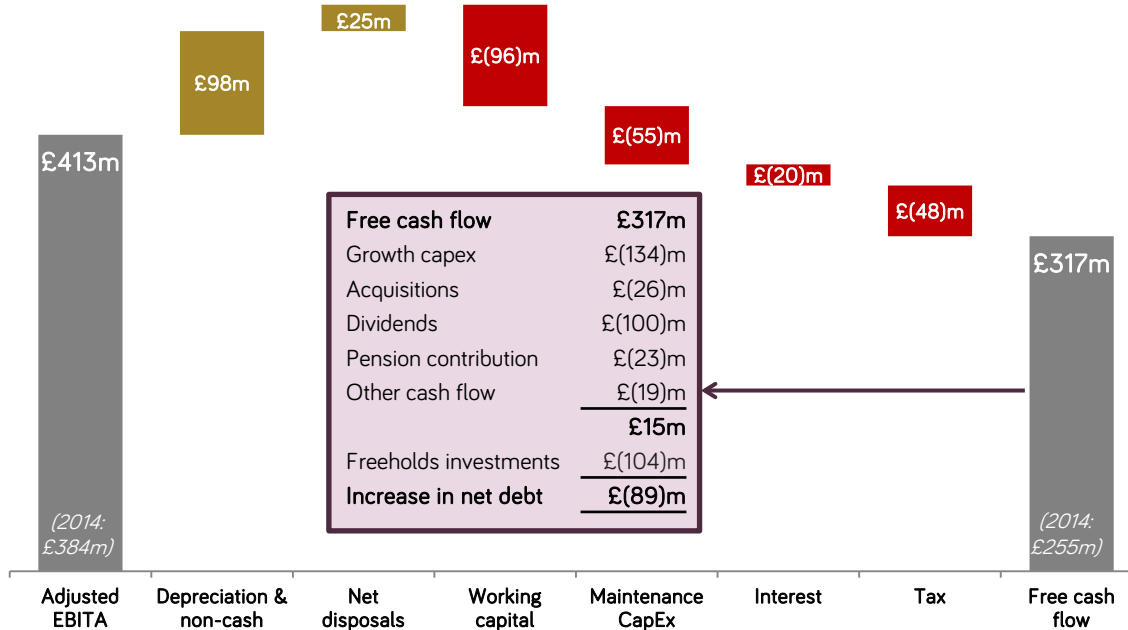 £25m
£98m
£(96)m
£(55)m
£(20)m
£(48)m
£413m
£317m
Free cash flow £317m
Growth capex £(134)m
Acquisitions £(26)m
Dividends £(100)m
Pension contribution £(23)m
Other cash flow £(19)m
£15m
Freeholds investments £(104)m
Increase in net debt £(89)m
(2014:
£384m)
(2014:
£255m)
Adjusted
EBITA
Depreciation &
non-cash
Net
disposals
Working
capital
Maintenance
CapEx
Interest
Tax
Free cash
flow